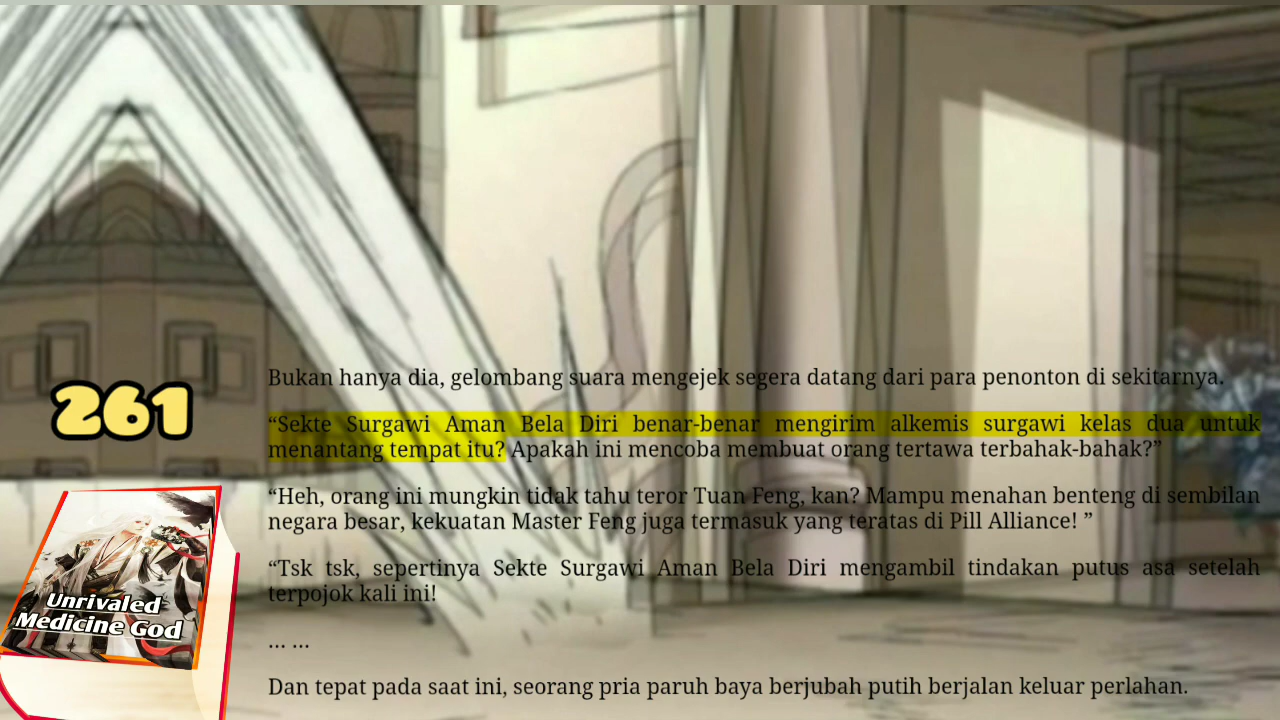 Bukan hanya dia, gelombang suara mengejek segera datang dari para penonton di sekitarnya.
“Sekte Surgawi Aman Bela Diri benar-benar mengirim alkemis surgawi kelas dua untuk
menantang tempat itu? Apakah ini mencoba membuat orang tertawa terbahak-bahak?”
“Heh, orang ini mungkin tidak tahu teror Tuan Feng, kan? Mampu menahan benteng di sembilan
negara besar, kekuatan Master Feng juga termasuk yang teratas di Pill Alliance! ”
“Tsk tsk, sepertinya Sekte Surgawi Aman Bela Diri mengambil tindakan putus asa setelah
terpojok kali ini!
... ...
Dan tepat pada saat ini, seorang pria paruh baya berjubah putih berjalan keluar perlahan.
261
Unrivaled
Medicine God